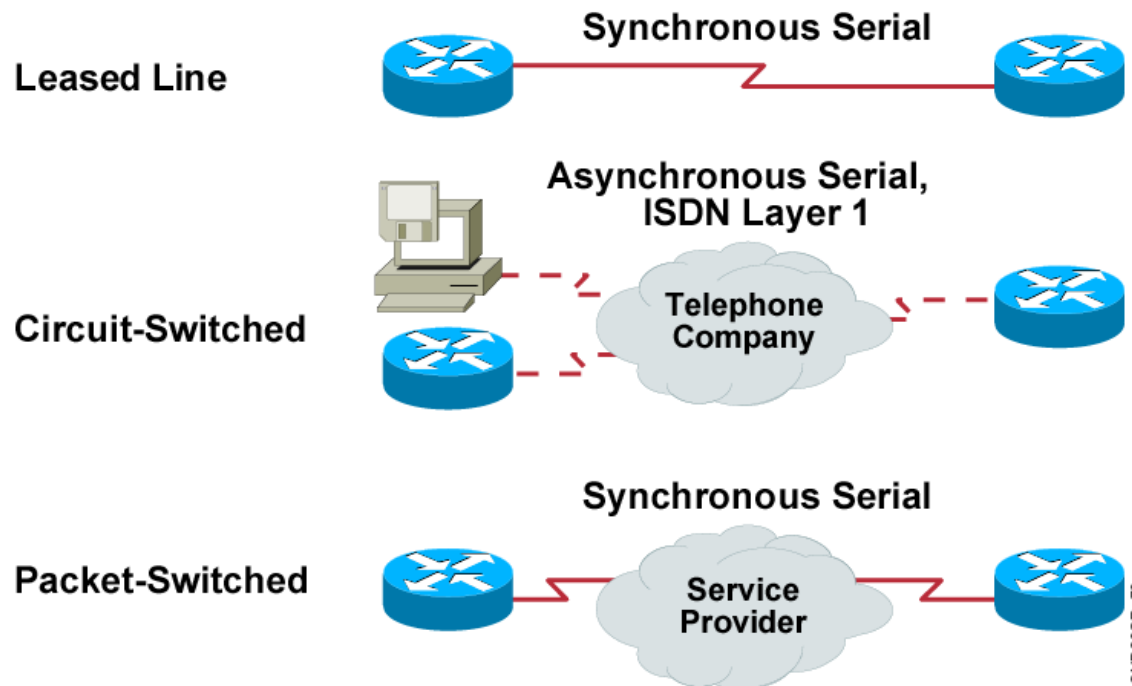 Synchronous Serial
Leased Line
Asynchronous Serial,
ISDN Layer 1
Telephone
Company
Circuit-Switched
Synchronous Serial
Packet-Switched
Service
Provider